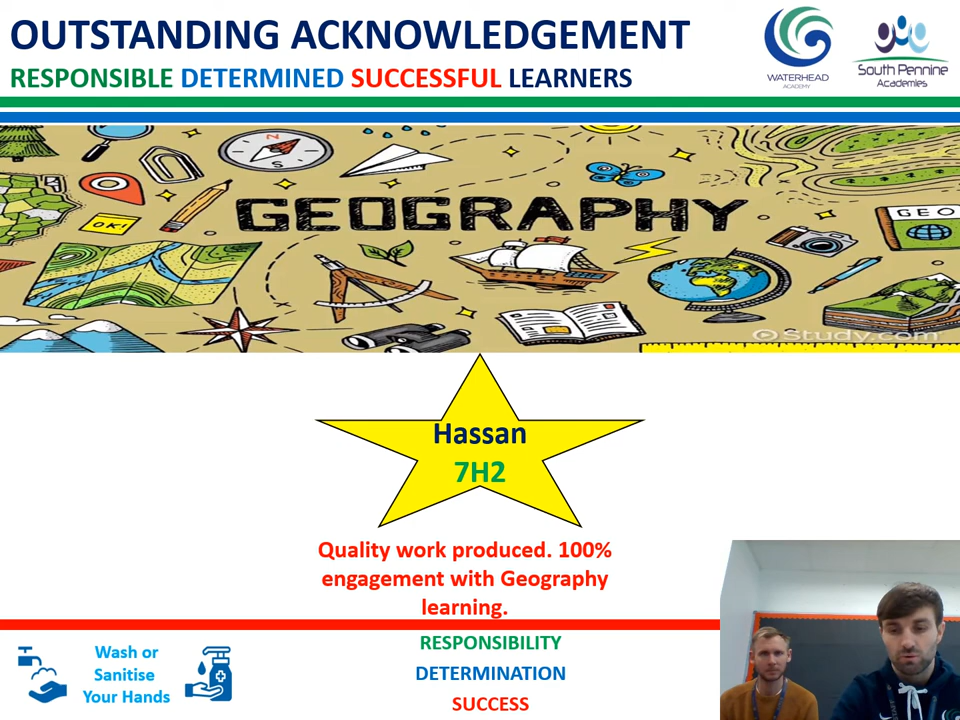 OUTSTANDING ACKNOWLEDGEMENT
RESPONSIBLE DETERMINED SUCCESSFUL LEARNERS
WATERHEAD
ACADEMY
South Pennine
Academies
N
S
OK!
GEOGRAPHY
GEO
Study.com
Hassan
7H2
Quality work produced. 100%
engagement with Geography
learning.
Wash or
Sanitise
Your Hands
RESPONSIBILITY
DETERMINATION
SUCCESS